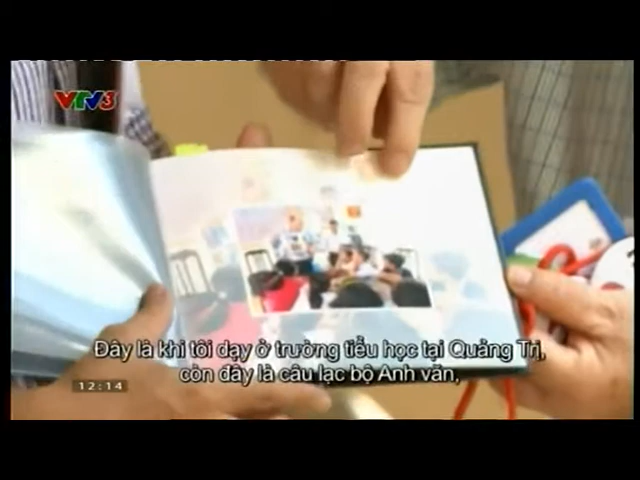 VTV3
Đây là khi tôi dạy ở trường tiểu học tại Quảng Trị,
còn đây là câu lạc bộ Anh văn,
12:14